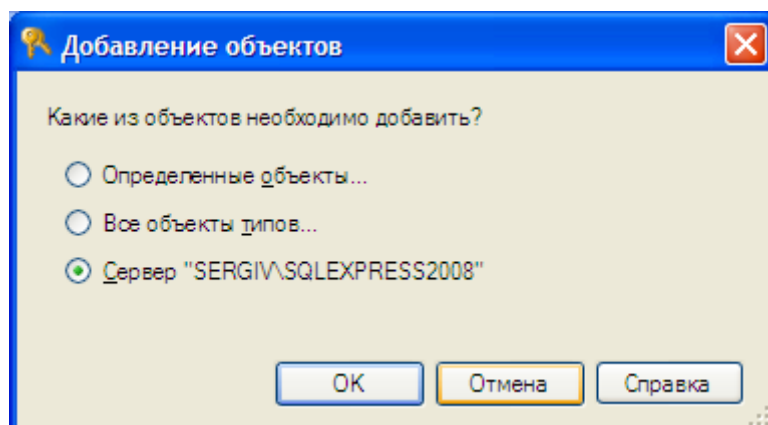 Добавление объектов
Какие из объектов необходимо добавить?
Определенные объекты...
Все объекты типов...
Сервер "SERGIV\SQLEXPRESS2008"
OK Отмена Справка